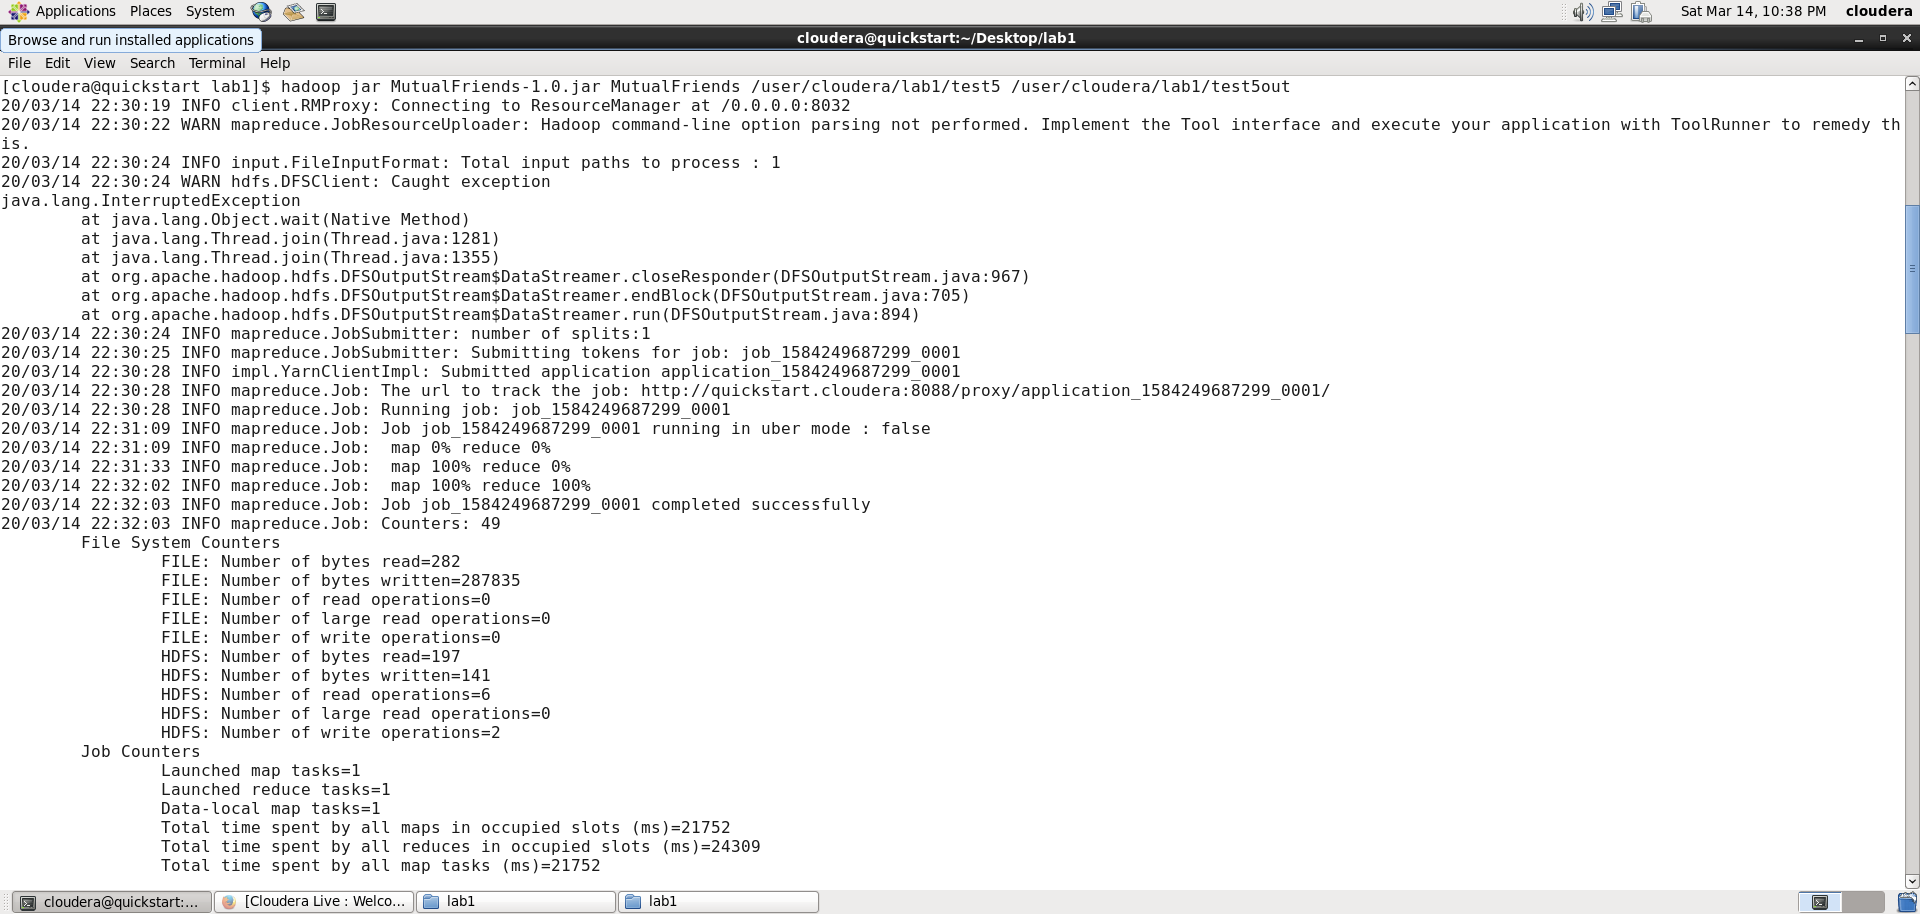 Applications Places System Sat Mar 14, 10:38 PM cloudera
Browse and run installed applications
cloudera@quickstart:~/Desktop/lab1
File Edit View Search Terminal Help
[cloudera@quickstart lab1]$ hadoop jar MutualFriends-1.0.jar MutualFriends /user/cloudera/lab1/test5 /user/cloudera/lab1/test5out
20/03/14 22:30:19 INFO client.RMProxy: Connecting to ResourceManager at /0.0.0.0:8032
20/03/14 22:30:22 WARN mapreduce.JobResourceUploader: Hadoop command-line option parsing not performed. Implement the Tool interface and execute your application with ToolRunner to remedy th
is.
20/03/14 22:30:24 INFO input.FileInputFormat: Total input paths to process : 1
20/03/14 22:30:24 WARN hdfs.DFSClient: Caught exception
java.lang.InterruptedException
at java.lang.Object.wait(Native Method)
at java.lang.Thread.join(Thread.java:1281)
at java.lang.Thread.join(Thread.java:1355)
at org.apache.hadoop.hdfs.DFSOutputStream$DataStreamer.closeResponder(DFSOutputStream.java:967)
at org.apache.hadoop.hdfs.DFSOutputStream$DataStreamer.endBlock(DFSOutputStream.java:705)
at org.apache.hadoop.hdfs.DFSOutputStream$DataStreamer.run(DFSOutputStream.java:894)
20/03/14 22:30:24 INFO mapreduce.JobSubmitter: number of splits:1
20/03/14 22:30:25 INFO mapreduce.JobSubmitter: Submitting tokens for job: job_1584249687299_0001
20/03/14 22:30:28 INFO impl.YarnClientImpl: Submitted application application_1584249687299_0001
20/03/14 22:30:28 INFO mapreduce.Job: The url to track the job: http://quickstart.cloudera:8088/proxy/application_1584249687299_0001/
20/03/14 22:30:28 INFO mapreduce.Job: Running job: job_1584249687299_0001
20/03/14 22:31:09 INFO mapreduce.Job: Job job_1584249687299_0001 running in uber mode : false
20/03/14 22:31:09 INFO mapreduce.Job:  map 0% reduce 0%
20/03/14 22:31:33 INFO mapreduce.Job:  map 100% reduce 0%
20/03/14 22:32:02 INFO mapreduce.Job:  map 100% reduce 100%
20/03/14 22:32:03 INFO mapreduce.Job: Job job_1584249687299_0001 completed successfully
20/03/14 22:32:03 INFO mapreduce.Job: Counters: 49
File System Counters
FILE: Number of bytes read=282
FILE: Number of bytes written=287835
FILE: Number of read operations=0
FILE: Number of large read operations=0
FILE: Number of write operations=0
HDFS: Number of bytes read=197
HDFS: Number of bytes written=141
HDFS: Number of read operations=6
HDFS: Number of large read operations=0
HDFS: Number of write operations=2
Job Counters
Launched map tasks=1
Launched reduce tasks=1
Data-local map tasks=1
Total time spent by all maps in occupied slots (ms)=21752
Total time spent by all reduces in occupied slots (ms)=24309
Total time spent by all map tasks (ms)=21752
cloudera@quickstart:... [Cloudera Live : Welco... lab1 lab1